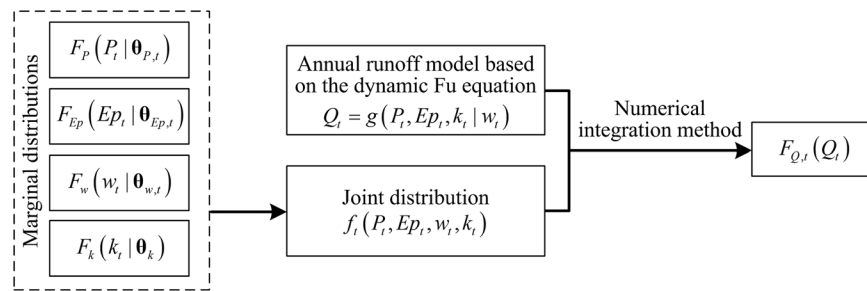 Marginal distributions
F_P(P_t | θ_{P,t})
F_{Ep}(Ep_t | θ_{Ep,t})
F_w(w_t | θ_{w,t})
F_k(k_t | θ_k)
Annual runoff model based
on the dynamic Fu equation
Q_t = g(P_t, Ep_t, k_t | w_t)
Joint distribution
f_t(P_t, Ep_t, w_t, k_t)
Numerical
integration method
F_{Q,t}(Q_t)